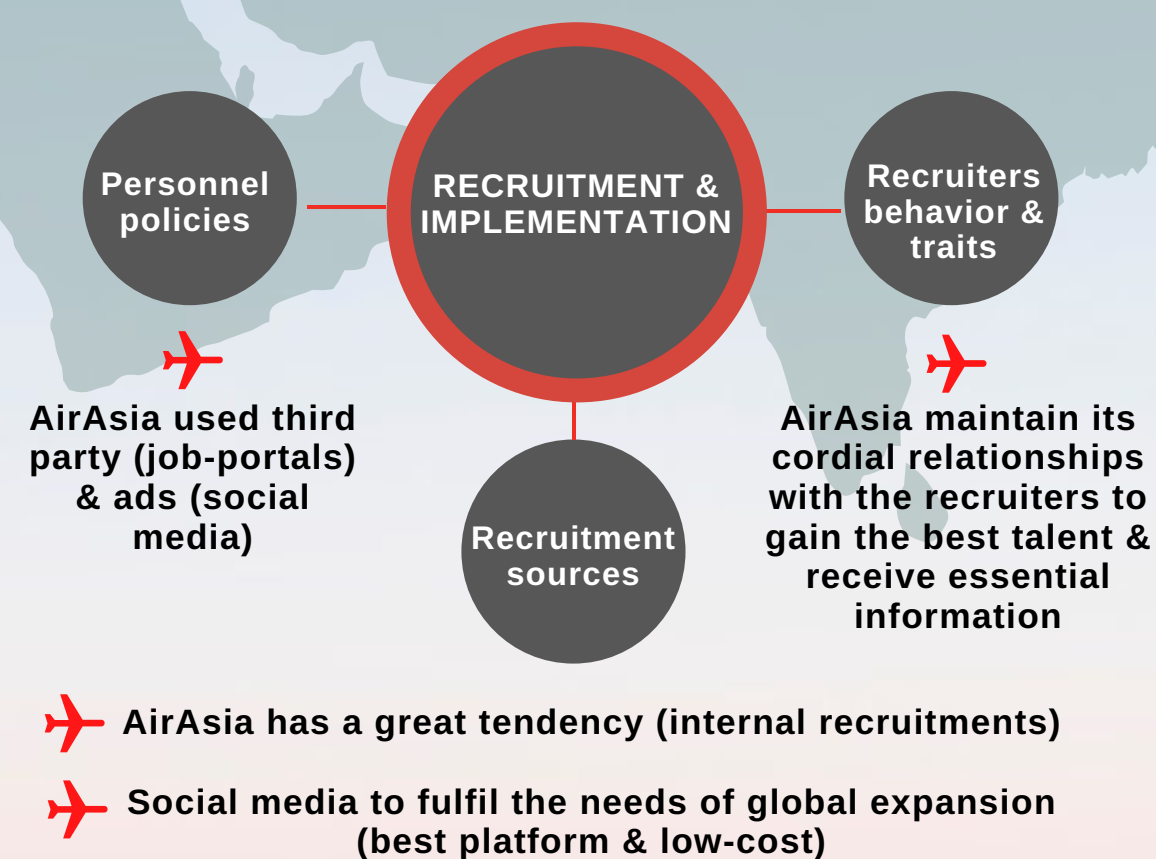 RECRUITMENT &
IMPLEMENTATION
Personnel
policies
AirAsia used third
party (job-portals)
& ads (social
media)
Recruiters
behavior &
traits
AirAsia maintain its
cordial relationships
with the recruiters to
gain the best talent &
receive essential
information
Recruitment
sources
AirAsia has a great tendency (internal recruitments)
Social media to fulfil the needs of global expansion
(best platform & low-cost)